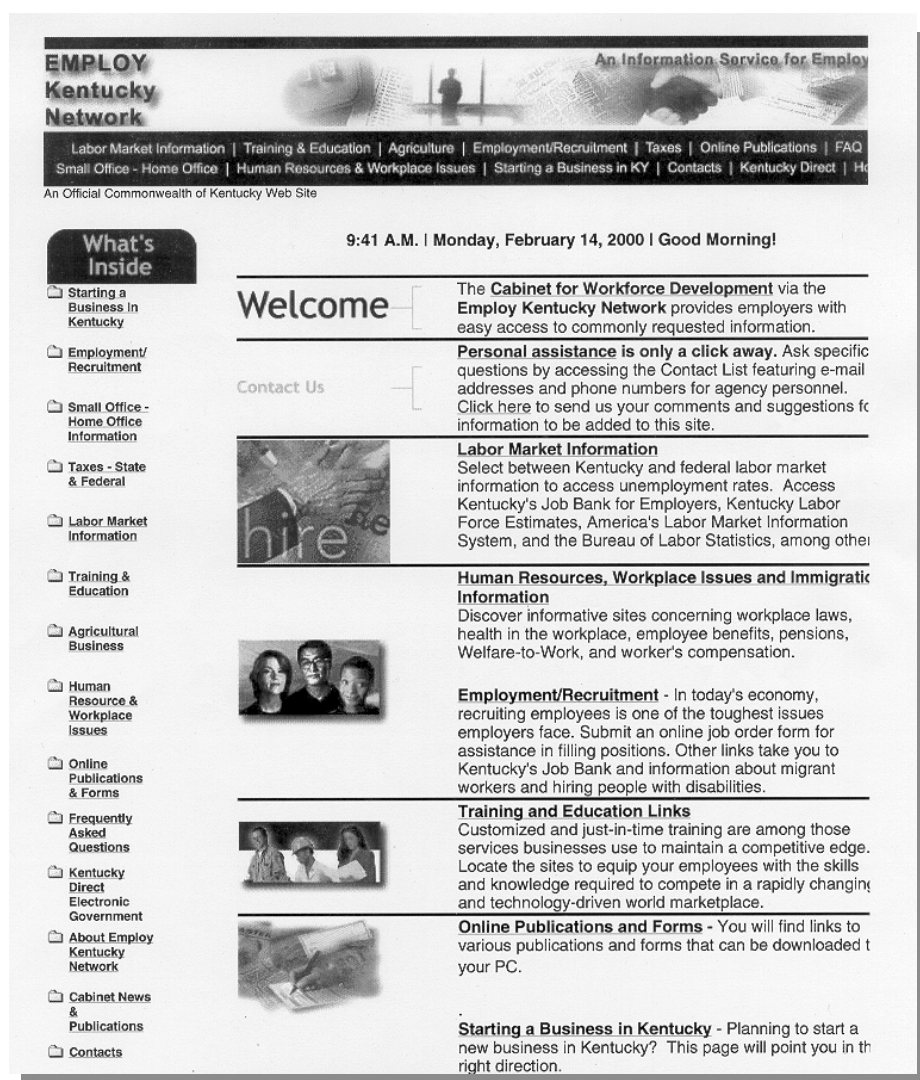 EMPLOY
Kentucky
Network
An Information Service for Employ
Labor Market Information | Training & Education | Agriculture | Employment/Recruitment | Taxes | Online Publications | FAQ
Small Office - Home Office | Human Resources & Workplace Issues | Starting a Business in KY | Contacts | Kentucky Direct | Ho
An Official Commonwealth of Kentucky Web Site
What's
Inside
Starting a
Business In
Kentucky
Employment/
Recruitment
Small Office -
Home Office
Information
Taxes - State
& Federal
Labor Market
Information
Training &
Education
Agricultural
Business
Human
Resource &
Workplace
Issues
Online
Publications
& Forms
Frequently
Asked
Questions
Kentucky
Direct
Electronic
Government
About Employ
Kentucky
Network
Cabinet News
&
Publications
Contacts
9:41 A.M. | Monday, February 14, 2000 | Good Morning!
Welcome
The Cabinet for Workforce Development via the
Employ Kentucky Network provides employers with
easy access to commonly requested information.
Contact Us
Personal assistance is only a click away. Ask specific
questions by accessing the Contact List featuring e-mail
addresses and phone numbers for agency personnel.
Click here to send us your comments and suggestions fo
information to be added to this site.
hire
Labor Market Information
Select between Kentucky and federal labor market
information to access unemployment rates. Access
Kentucky's Job Bank for Employers, Kentucky Labor
Force Estimates, America's Labor Market Information
System, and the Bureau of Labor Statistics, among other
Human Resources, Workplace Issues and Immigratic
Information
Discover informative sites concerning workplace laws,
health in the workplace, employee benefits, pensions,
Welfare-to-Work, and worker's compensation.
Employment/Recruitment - In today's economy,
recruiting employees is one of the toughest issues
employers face. Submit an online job order form for
assistance in filling positions. Other links take you to
Kentucky's Job Bank and information about migrant
workers and hiring people with disabilities.
Training and Education Links
Customized and just-in-time training are among those
services businesses use to maintain a competitive edge.
Locate the sites to equip your employees with the skills
and knowledge required to compete in a rapidly changing
and technology-driven world marketplace.
Online Publications and Forms - You will find links to
various publications and forms that can be downloaded t
your PC.
.
Starting a Business in Kentucky - Planning to start a
new business in Kentucky? This page will point you in th
right direction.